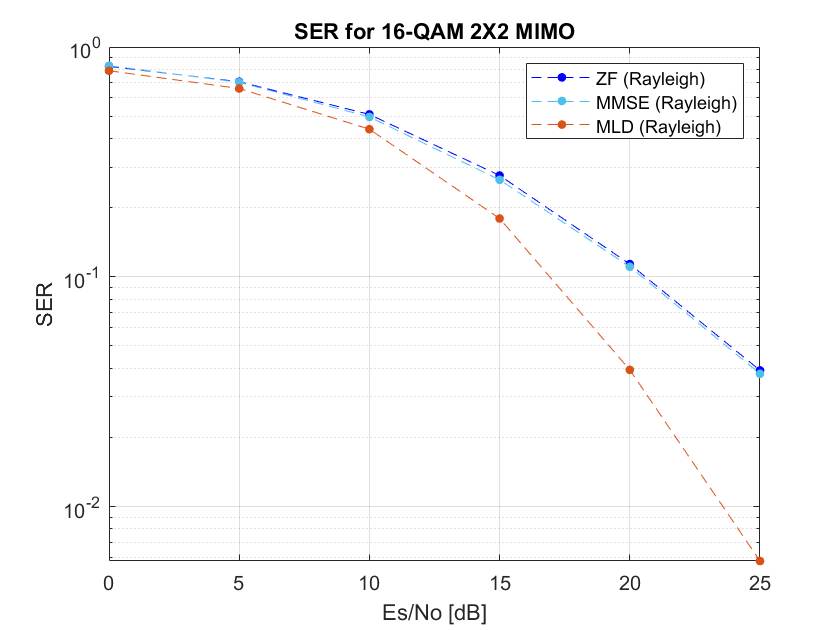 SER for 16-QAM 2X2 MIMO
10^0
ZF (Rayleigh)
MMSE (Rayleigh)
MLD (Rayleigh)
10^-1
SER
10^-2
0 5 10 15 20 25
Es/No [dB]